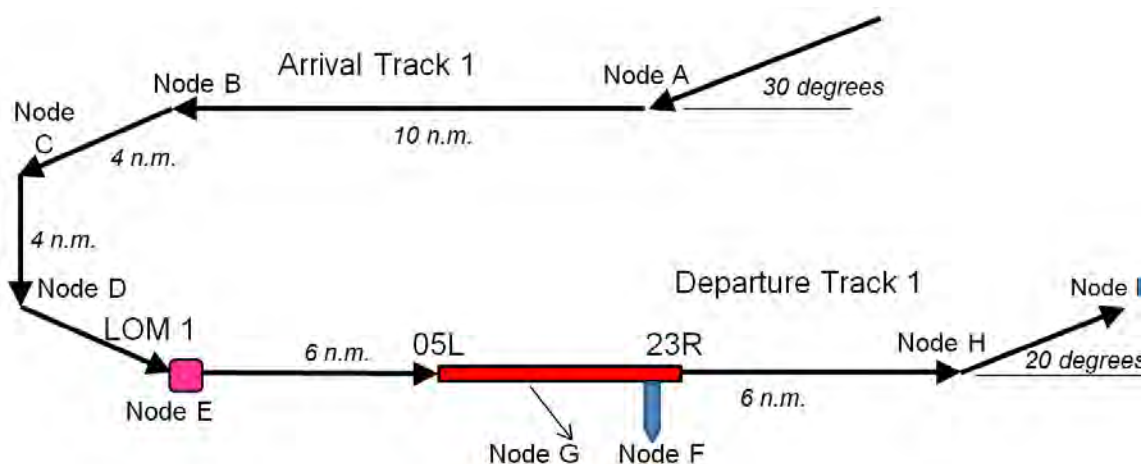 Arrival Track 1
Node A
30 degrees
Node B
10 n.m.
Node
C
4 n.m.
4 n.m.
Node D
LOM 1
Node E
6 n.m.
05L
23R
Departure Track 1
Node H
Node I
20 degrees
6 n.m.
Node G
Node F